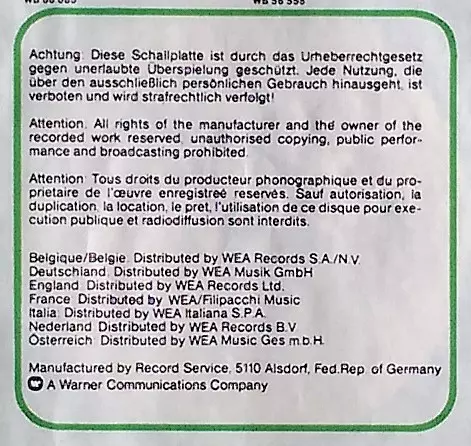 WB 56 558
Achtung: Diese Schallplatte ist durch das Urheberrechtgesetz
gegen unerlaubte Überspielung geschützt. Jede Nutzung, die
über den ausschließlich persönlichen Gebrauch hinausgeht, ist
verboten und wird strafrechtlich verfolgt!
Attention: All rights of the manufacturer and the owner of the
recorded work reserved, unauthorised copying, public perfor-
mance and broadcasting prohibited.
Attention: Tous droits du producteur phonographique et du pro-
prietaire de l'œuvre enregistreé reservés. Sauf autorisation, la
duplication, la location, le pret, l'utilisation de ce disque pour exe-
cution publique et radiodiffusion sont interdits.
Belgique/Belgie: Distributed by WEA Records S.A./N.V.
Deutschland: Distributed by WEA Musik GmbH
England: Distributed by WEA Records Ltd.
France: Distributed by WEA/Filipacchi Music
Italia: Distributed by WEA Italiana S.P.A.
Nederland: Distributed by WEA Records B.V.
Österreich: Distributed by WEA Music Ges.m.b.H.
Manufactured by Record Service, 5110 Alsdorf, Fed.Rep. of Germany
A Warner Communications Company